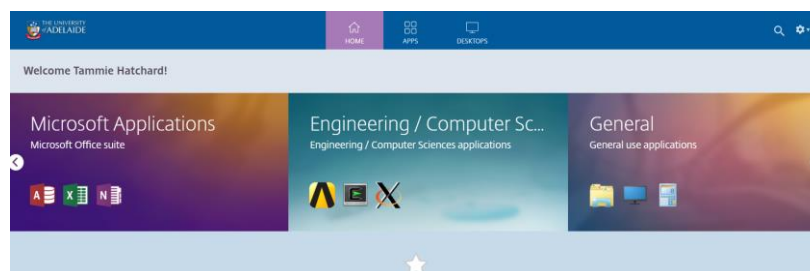 THE UNIVERSITY
of ADELAIDE
HOME
APPS
DESKTOPS
Welcome Tammie Hatchard!
Microsoft Applications
Microsoft Office suite
Engineering / Computer Sc...
Engineering / Computer Sciences applications
General
General use applications